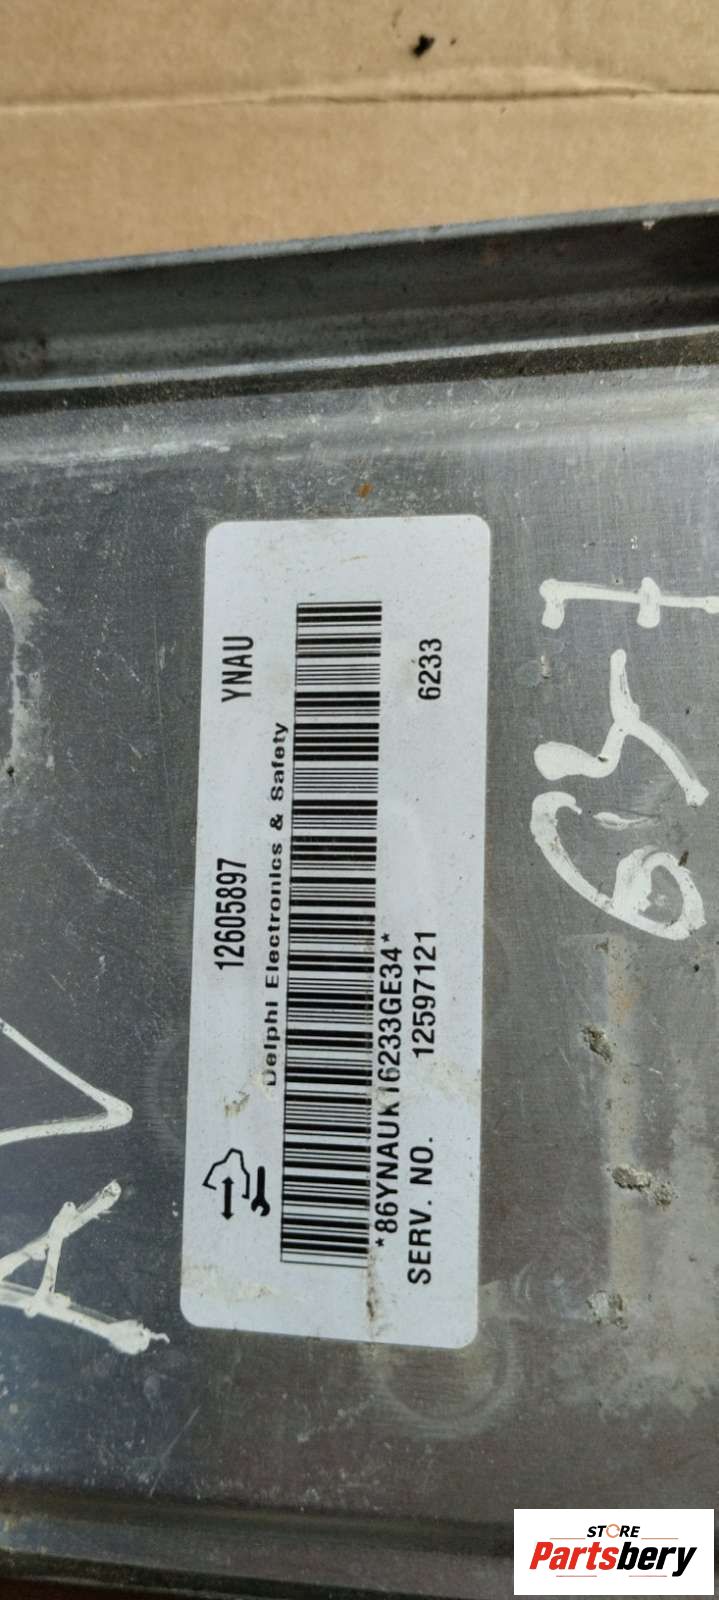 12605897 YNAU
Delphi Electronics & Safety
*86YNAUK16233GE34*
SERV. NO. 12597121 6233
STORE
Partsbery